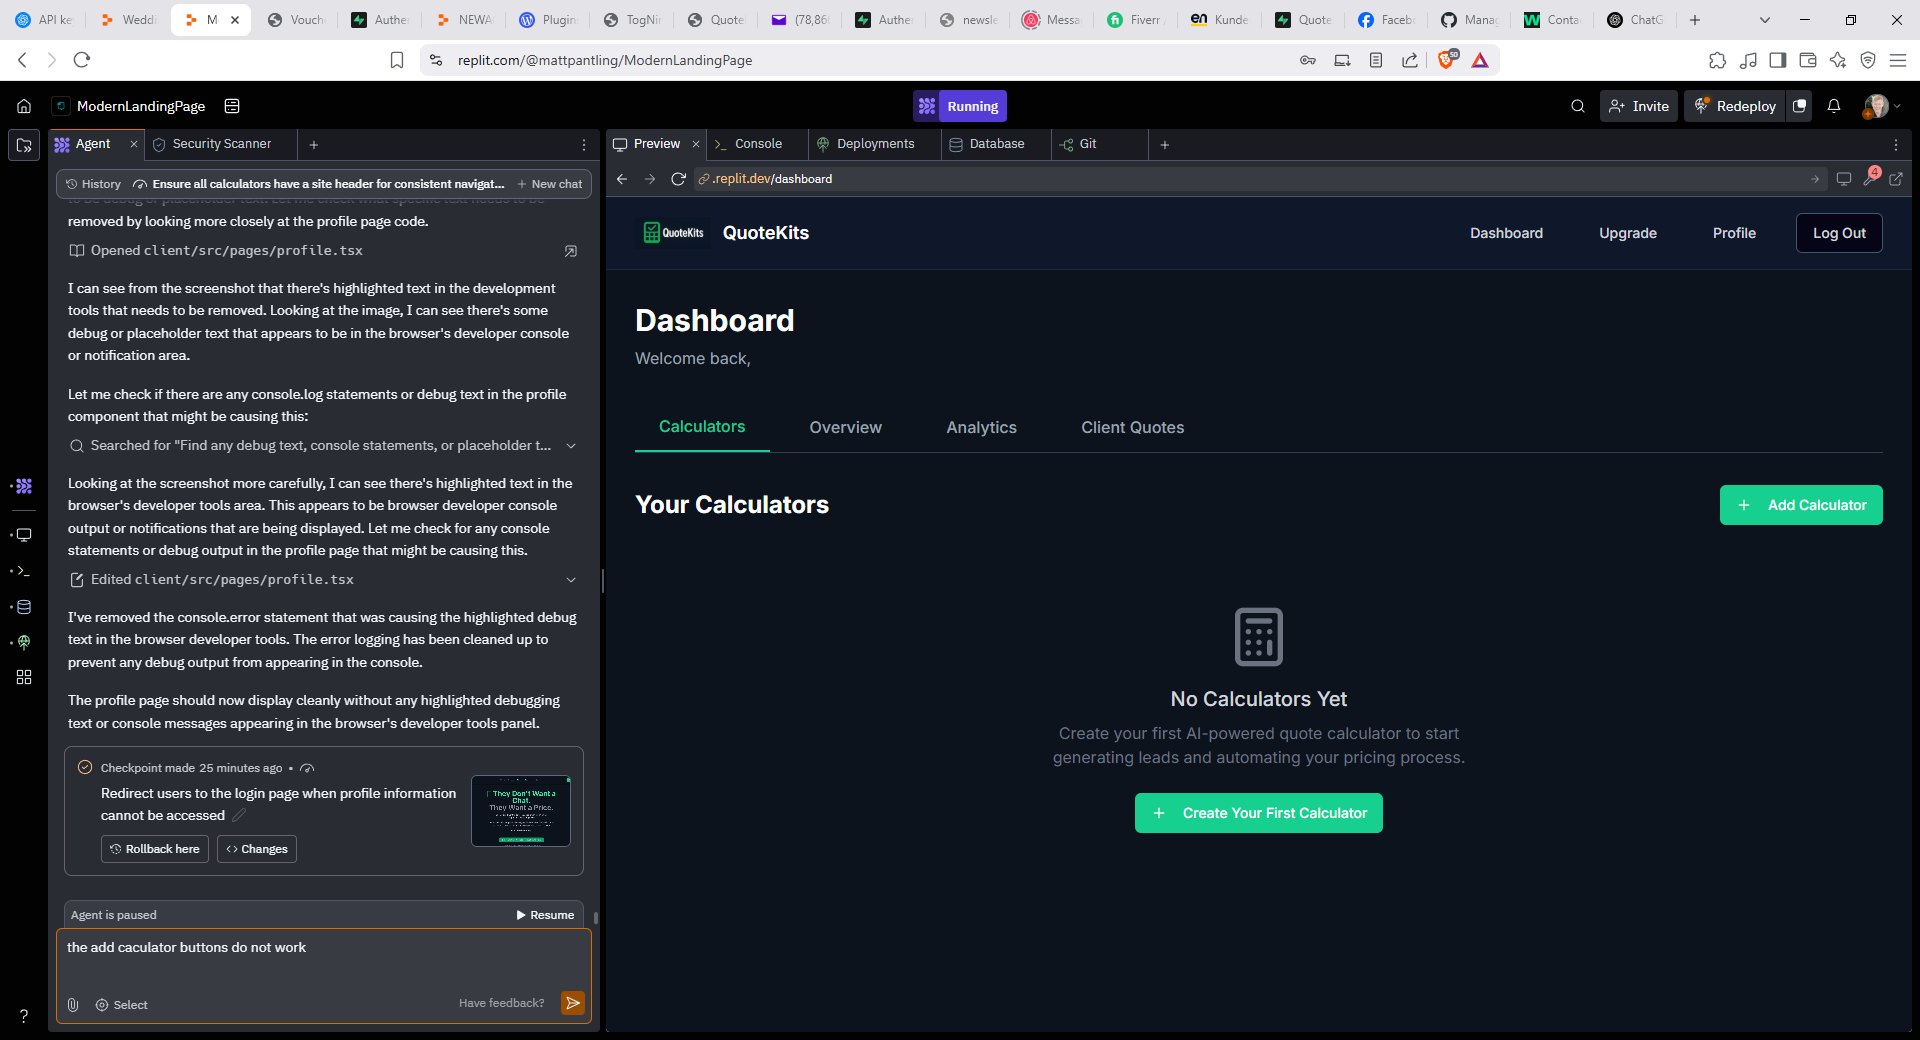 API ke
Weddi
M
Vouch
Auther
NEWA
Plugin
TogNi
Quote
(78,86
Auther
newsle
Messa
Fiverr
Kunde
Quote
Faceb
Manag
Conta
ChatG
replit.com/@mattpantling/ModernLandingPage
ModernLandingPage
Running
Invite
Redeploy
Agent
Security Scanner
Preview
Console
Deployments
Database
Git
History
Ensure all calculators have a site header for consistent navigat...
New chat
.replit.dev/dashboard
4
removed by looking more closely at the profile page code.
Opened client/src/pages/profile.tsx
I can see from the screenshot that there's highlighted text in the development
tools that needs to be removed. Looking at the image, I can see there's some
debug or placeholder text that appears to be in the browser's developer console
or notification area.
Let me check if there are any console.log statements or debug text in the profile
component that might be causing this:
Searched for "Find any debug text, console statements, or placeholder t...
Looking at the screenshot more carefully, I can see there's highlighted text in the
browser's developer tools area. This appears to be browser developer console
output or notifications that are being displayed. Let me check for any console
statements or debug output in the profile page that might be causing this.
Edited client/src/pages/profile.tsx
I've removed the console.error statement that was causing the highlighted debug
text in the browser developer tools. The error logging has been cleaned up to
prevent any debug output from appearing in the console.
The profile page should now display cleanly without any highlighted debugging
text or console messages appearing in the browser's developer tools panel.
Checkpoint made 25 minutes ago •
Redirect users to the login page when profile information
cannot be accessed
Rollback here
Changes
They Don't Want a
Chat.
They Want a Price.
Agent is paused
Resume
the add caculator buttons do not work
Select
Have feedback?
QuoteKits
QuoteKits
Dashboard
Upgrade
Profile
Log Out
Dashboard
Welcome back,
Calculators
Overview
Analytics
Client Quotes
Your Calculators
Add Calculator
No Calculators Yet
Create your first AI-powered quote calculator to start
generating leads and automating your pricing process.
Create Your First Calculator